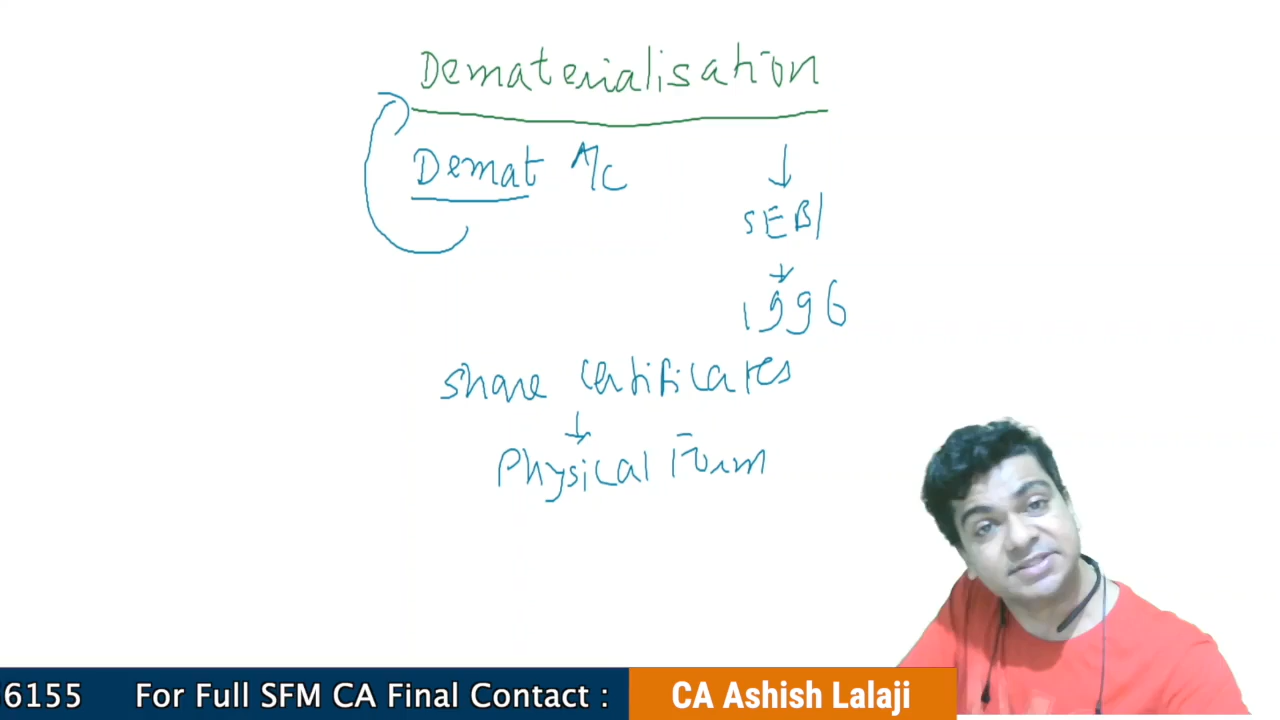 Dematerialisation
Demat A/c
↓
SEBI
↓
1996
Share Certificates
↓
Physical Form
6155 For Full SFM CA Final Contact : CA Ashish Lalaji